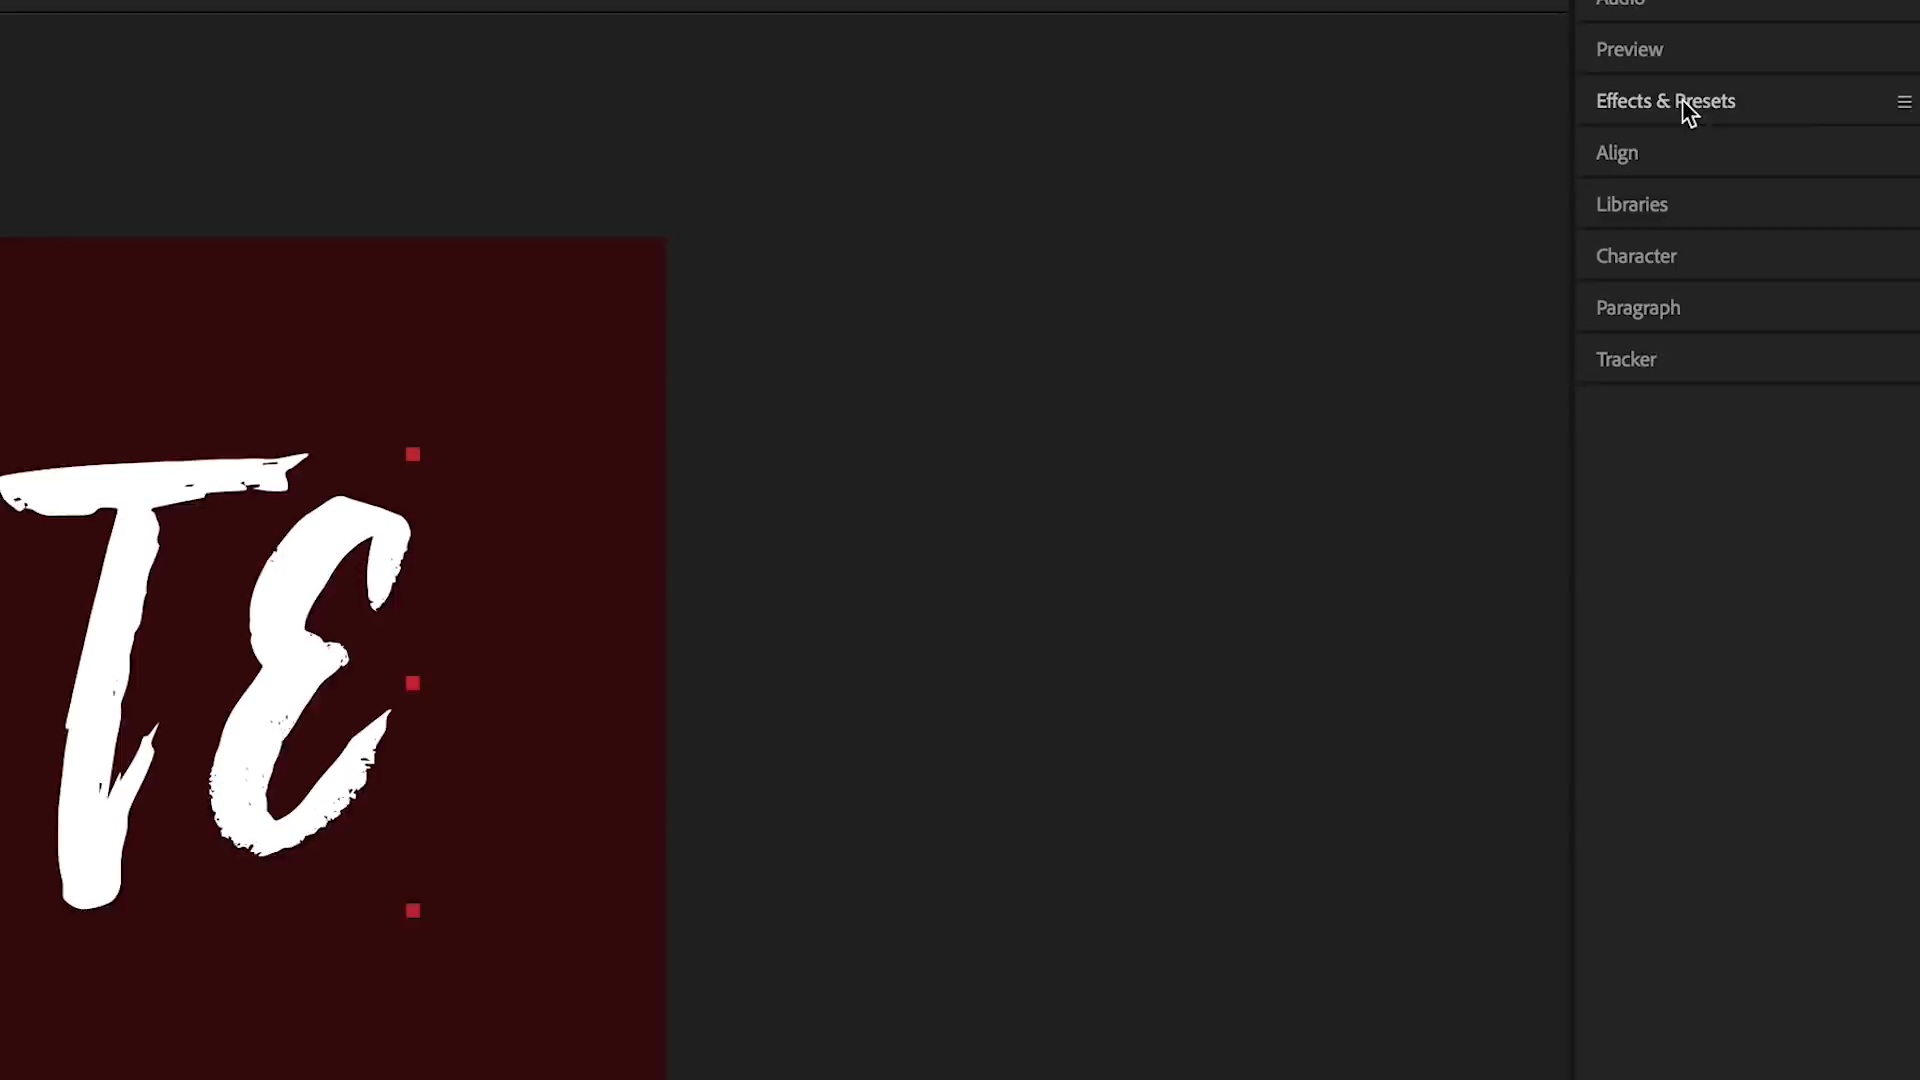 Audio
Preview
Effects & Presets
Align
Libraries
Character
Paragraph
Tracker
TE